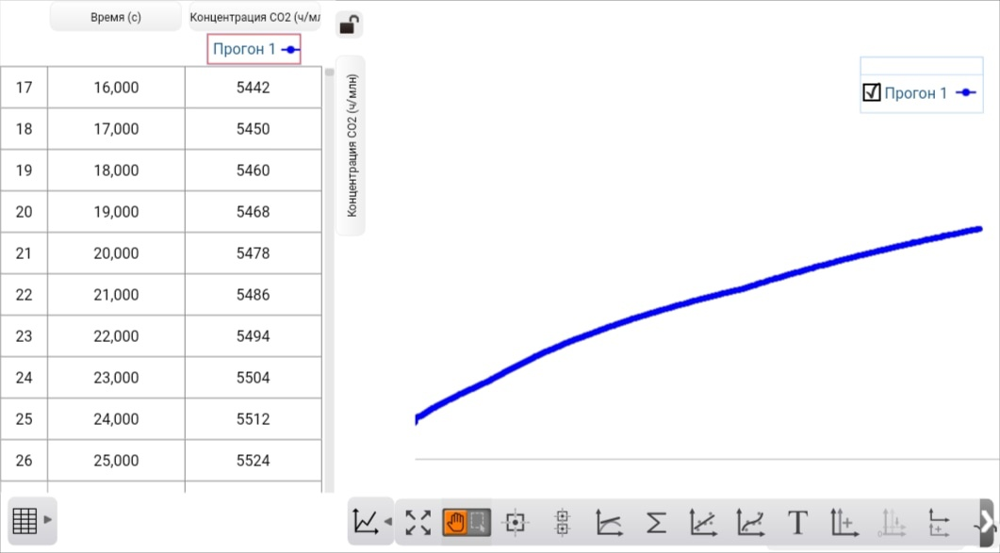 Время (с) Концентрация CO2 (ч/мл
Прогон 1
17 16,000 5442
18 17,000 5450
19 18,000 5460
20 19,000 5468
21 20,000 5478
22 21,000 5486
23 22,000 5494
24 23,000 5504
25 24,000 5512
26 25,000 5524
Концентрация CO2 (ч/млн)
Прогон 1
Σ T